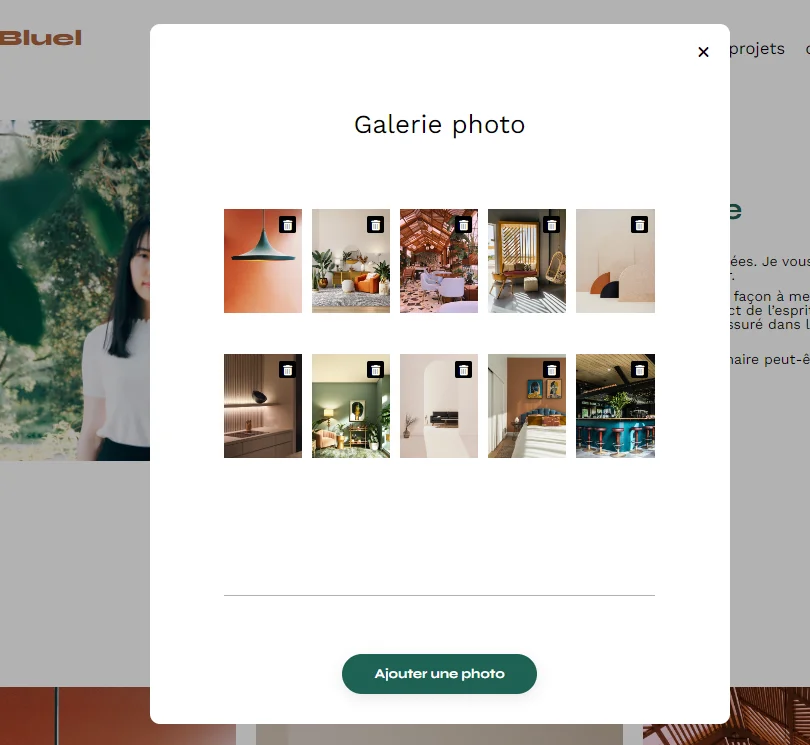 Bluel
projets
Galerie photo
ées. Je vous
r.
façon à me
ct de l'esprit
ssuré dans l
naire peut-ê
Ajouter une photo